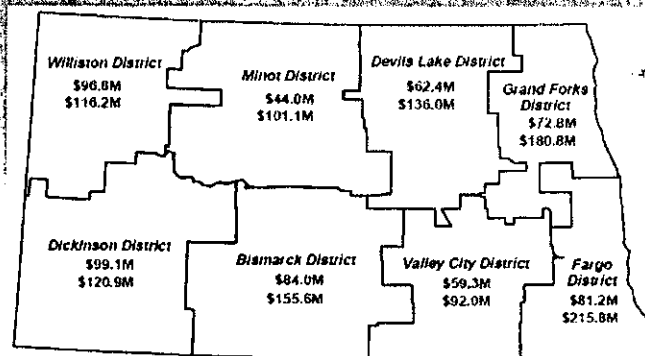 Williston District
$96.8M
$116.2M
Minot District
$44.0M
$101.1M
Devils Lake District
$62.4M
$136.0M
Grand Forks
District
$72.8M
$180.8M
Dickinson District
$99.1M
$120.9M
Bismarck District
$84.0M
$155.6M
Valley City District
$59.3M
$92.0M
Fargo
District
$81.2M
$215.8M